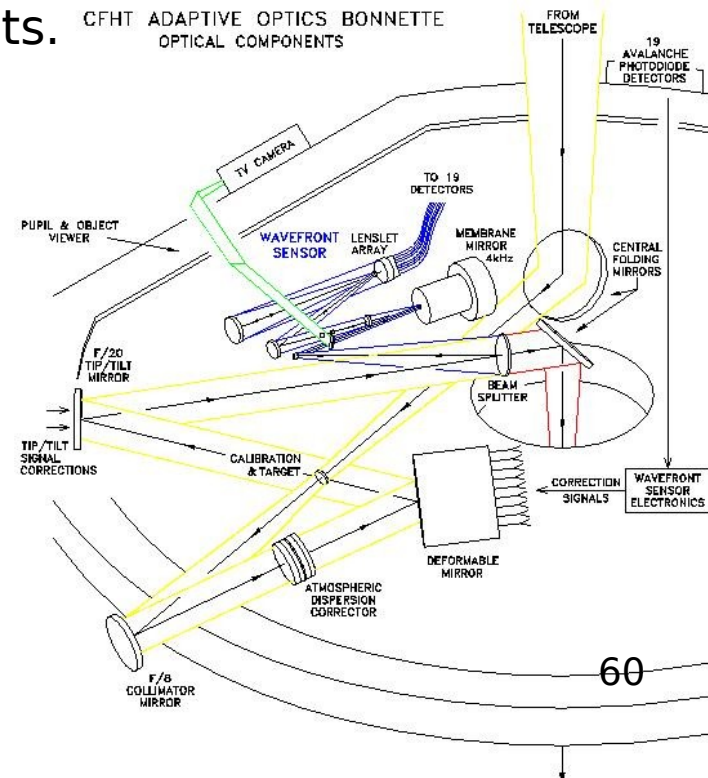 ts.
CFHT ADAPTIVE OPTICS BONNETTE
OPTICAL COMPONENTS
FROM
TELESCOPE
19
AVALANCHE
PHOTODIODE
DETECTORS
TV CAMERA
TO 19
DETECTORS
PUPIL & OBJECT
VIEWER
WAVEFRONT
SENSOR
LENSLET
ARRAY
MEMBRANE
MIRROR
4kHz
CENTRAL
FOLDING
MIRRORS
F/20
TIP/TILT
MIRROR
BEAM
SPLITTER
TIP/TILT
SIGNAL
CORRECTIONS
CALIBRATION
& TARGET
CORRECTION
SIGNALS
WAVEFRONT
SENSOR
ELECTRONICS
DEFORMABLE
MIRROR
ATMOSPHERIC
DISPERSION
CORRECTOR
F/8
COLLIMATOR
MIRROR
60